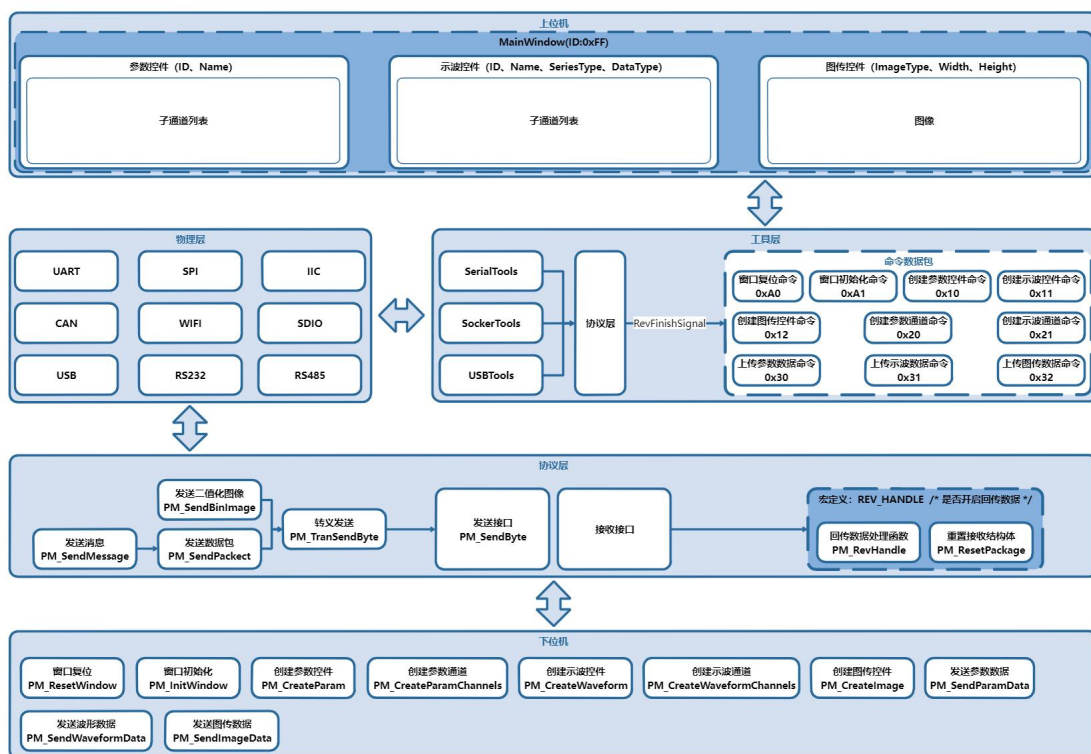 上位机
MainWindow(ID:0xFF)
参数控件（ID、Name）
子通道列表
示波控件（ID、Name、SeriesType、DataType）
子通道列表
图传控件（ImageType、Width、Height）
图像
物理层
UART
SPI
IIC
CAN
WIFI
SDIO
USB
RS232
RS485
工具层
SerialTools
SockerTools
USBTools
协议层
RevFinishSignal
命令数据包
窗口复位命令
0xA0
窗口初始化命令
0xA1
创建参数控件命令
0x10
创建示波控件命令
0x11
创建图传控件命令
0x12
创建参数通道命令
0x20
创建示波通道命令
0x21
上传参数数据命令
0x30
上传示波数据命令
0x31
上传图传数据命令
0x32
协议层
发送二值化图像
PM_SendBinImage
发送消息
PM_SendMessage
发送数据包
PM_SendPackect
转义发送
PM_TranSendByte
发送接口
PM_SendByte
接收接口
宏定义：REV_HANDLE /* 是否开启回传数据 */
回传数据处理函数
PM_RevHandle
重置接收结构体
PM_ResetPackage
下位机
窗口复位
PM_ResetWindow
窗口初始化
PM_InitWindow
创建参数控件
PM_CreateParam
创建参数通道
PM_CreateParamChannels
创建示波控件
PM_CreateWaveform
创建示波通道
PM_CreateWaveformChannels
创建图传控件
PM_CreateImage
发送参数数据
PM_SendParamData
发送波形数据
PM_SendWaveformData
发送图传数据
PM_SendImageData